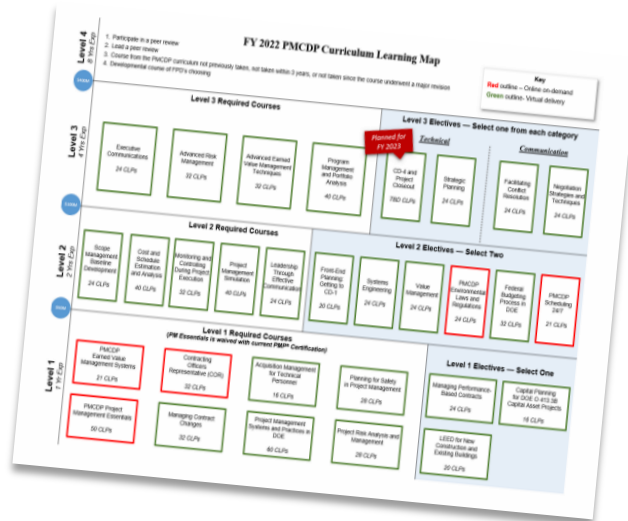 FY 2022 PMCDP Curriculum Learning Map
Level 4
8 Yrs Exp
1. Participate in a peer review
2. Lead a peer review
3. Course from the PMCDP curriculum not previously taken, not taken within 3 years, or not taken since the course underwent a major revision
4. Developmental course of FPD's choosing
Key
Red outline – Online on-demand
Green outline- Virtual delivery
Level 3
4 Yrs Exp
Level 3 Required Courses
Executive
Communications
24 CLPs
Advanced Risk
Management
32 CLPs
Advanced Earned
Value Management
Techniques
32 CLPs
Program
Management
and Portfolio
Analysis
40 CLPs
Level 3 Electives — Select one from each category
Planned for
FY 2023
Technical
CD-4 and
Project
Closeout
TBD CLPs
Strategic
Planning
24 CLPs
Communication
Facilitating
Conflict
Resolution
24 CLPs
Negotiation
Strategies and
Techniques
24 CLPs
Level 2
2 Yrs Exp
Level 2 Required Courses
Scope
Management
Baseline
Development
24 CLPs
Cost and
Schedule
Estimation
and Analysis
40 CLPs
Monitoring and
Controlling
During Project
Execution
32 CLPs
Project
Management
Simulation
40 CLPs
Leadership
Through
Effective
Communication
24 CLPs
Level 2 Electives — Select Two
Front-End
Planning
Getting to
CD-1
20 CLPs
Systems
Engineering
24 CLPs
Value
Management
24 CLPs
PMCDP
Environmental
Laws and
Regulations
24 CLPs
Federal
Budgeting
Process in
DOE
32 CLPs
PMCDP
Scheduling
24/7
21 CLPs
Level 1
1 Yr Exp
Level 1 Required Courses
(PM Essentials is waived with current PMP® Certification)
PMCDP
Earned Value
Management Systems
21 CLPs
Contracting
Officers
Representative (COR)
32 CLPs
Acquisition Management
for Technical
Personnel
16 CLPs
Planning for Safety
in Project Management
28 CLPs
PMCDP Project
Management Essentials
50 CLPs
Managing Contract
Changes
32 CLPs
Project Management
Systems and Practices in
DOE
60 CLPs
Project Risk Analysis and
Management
28 CLPs
Level 1 Electives — Select One
Managing Performance-
Based Contracts
24 CLPs
Capital Planning
for DOE O 413.3B
Capital Asset Projects
16 CLPs
LEED for New
Construction and
Existing Buildings
20 CLPs